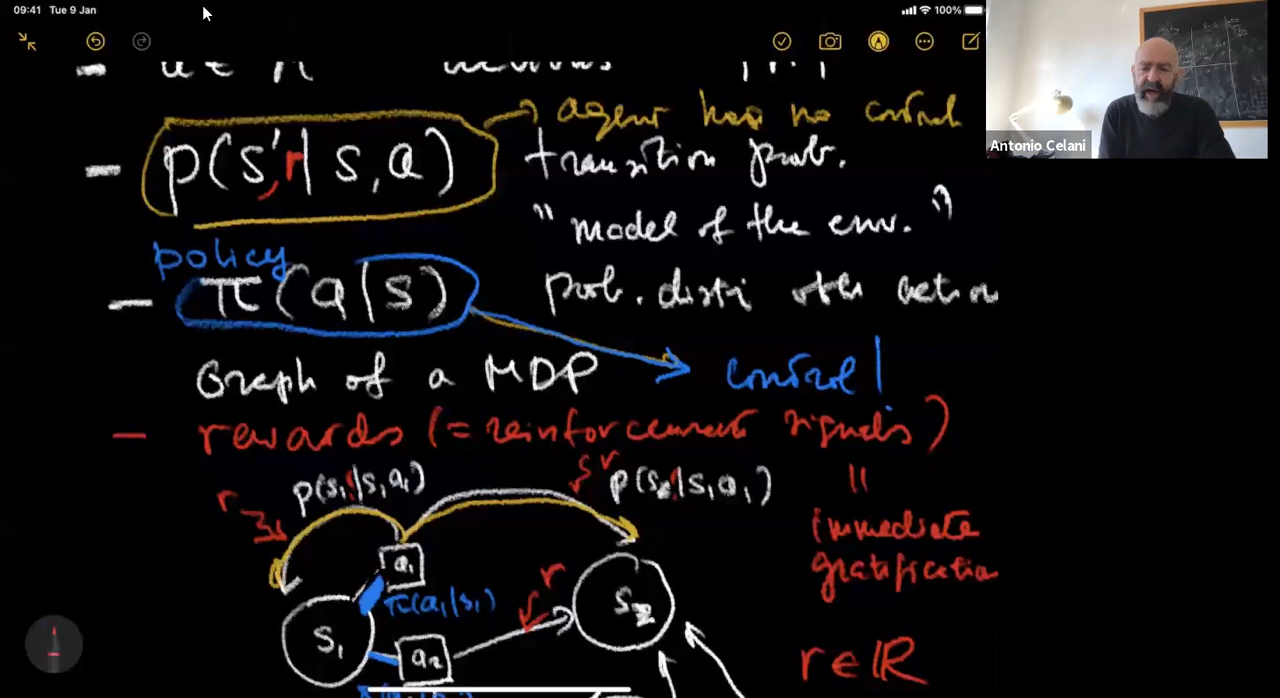 09:41 Tue 9 Jan
100%
Antonio Celani
→ agent has no control
- p(s',r | s, a) transition prob.
"model of the env."
policy
- π(a|s) prob. distr. actions
Graph of a MDP control!
- rewards (= reinforcement signals)
p(s₁ | s₁ a₁) r p(s₂ | s₁ a₁) =
r
immediate
gratification
a₁
r
π(a₁|s₁) s₂
s₁
a₂
r ∈ ℝ